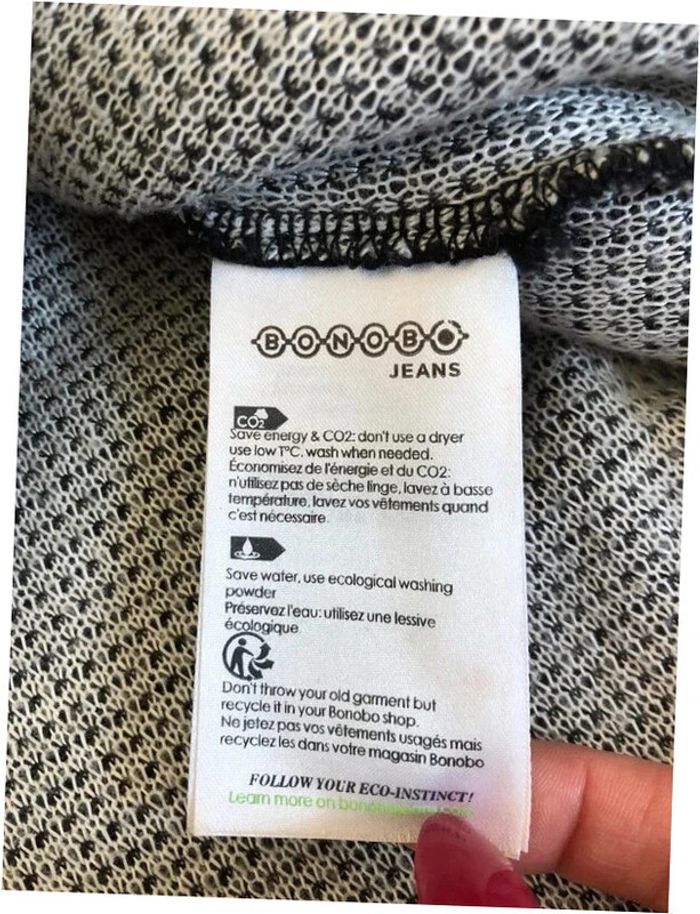 BONOBO
JEANS
CO2
Save energy & CO2: don't use a dryer
use low T°C. wash when needed.
Économisez de l'énergie et du CO2:
n'utilisez pas de sèche linge, lavez à basse
température, lavez vos vêtements quand
c'est nécessaire.
Save water, use ecological washing
powder
Préservez l'eau: utilisez une lessive
écologique
Don't throw your old garment but
recycle it in your Bonobo shop.
Ne jetez pas vos vêtements usagés mais
recyclez les dans votre magasin Bonobo
FOLLOW YOUR ECO-INSTINCT!
Learn more on